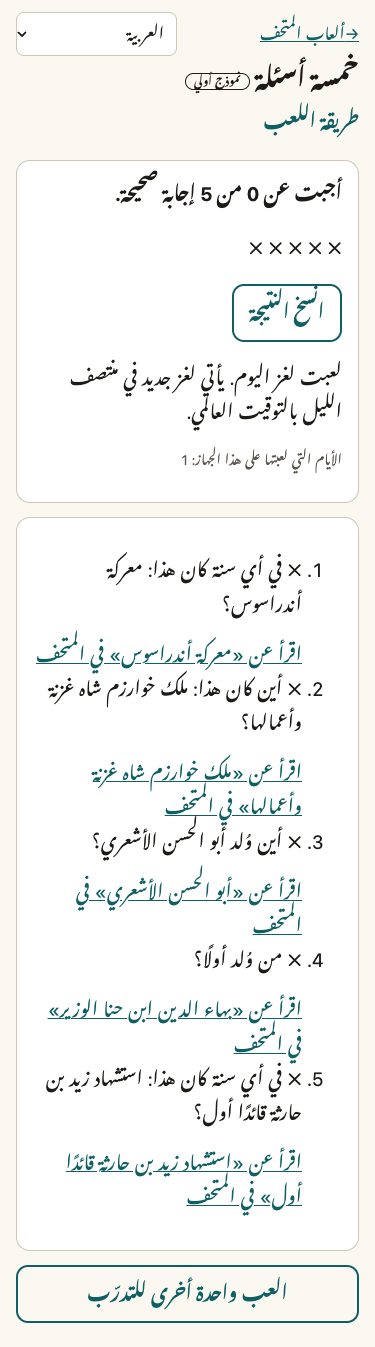 →ألعاب المتحف
العربية
خمسة أسئلة نموذج أولي
طريقة اللعب
أجبت عن 0 من 5 إجابة صحيحة.
× × × × ×
انسخ النتيجة
لعبت لغز اليوم. يأتي لغز جديد في منتصف
الليل بالتوقيت العالمي.
الأيام التي لعبتها على هذا الجهاز: 1
1. × في أي سنة كان هذا: معركة
أندراسوس؟
اقرأ عن «معركة أندراسوس» في المتحف
2. × أين كان هذا: ملك خوارزم شاه غزنة
وأعمالها؟
اقرأ عن «ملك خوارزم شاه غزنة
وأعمالها» في المتحف
3. × أين وُلد أبو الحسن الأشعري؟
اقرأ عن «أبو الحسن الأشعري» في
المتحف
4. × من وُلد أولًا؟
اقرأ عن «بهاء الدين ابن حنا الوزير»
في المتحف
5. × في أي سنة كان هذا: استشهاد زيد بن
حارثة قائدًا أول؟
اقرأ عن «استشهاد زيد بن حارثة قائدًا
أول» في المتحف
العب واحدة أخرى للتدرّب